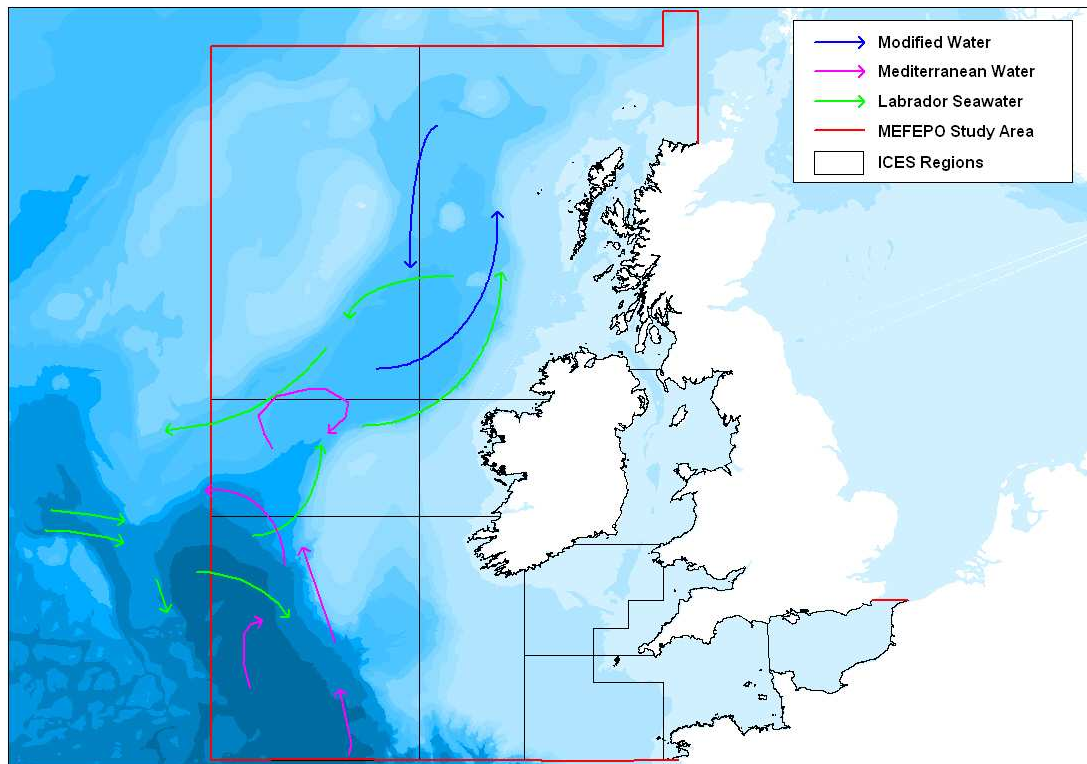 Modified Water
Mediterranean Water
Labrador Seawater
MEFEPO Study Area
ICES Regions